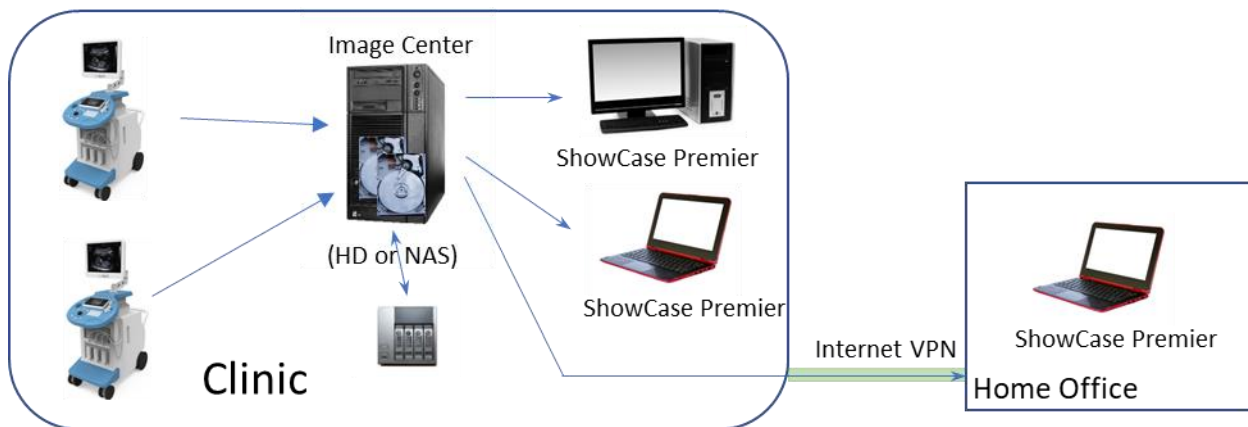 Image Center
ShowCase Premier
(HD or NAS)
ShowCase Premier
Clinic
Internet VPN
ShowCase Premier
Home Office